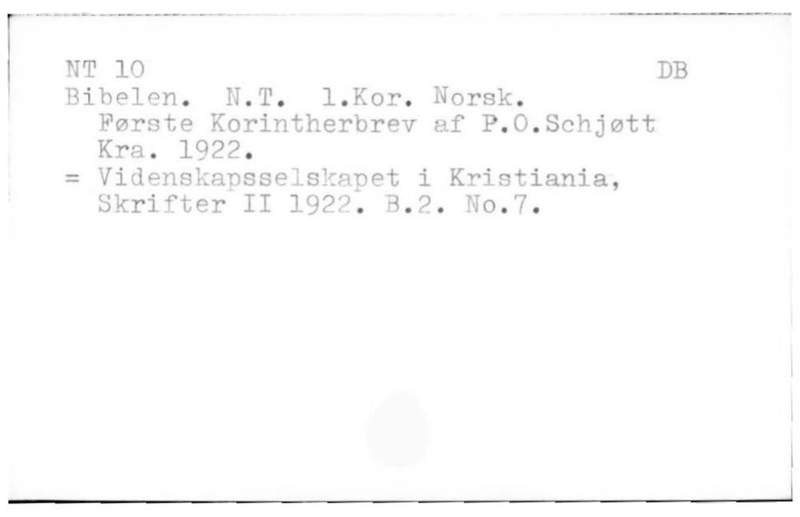 NT 10 DB
Bibelen. N.T. 1.Kor. Norsk.
Første Korintherbrev af P.O.Schjøtt
Kra. 1922.
= Videnskapsselskapet i Kristiania,
Skrifter II 1922. B.2. No.7.